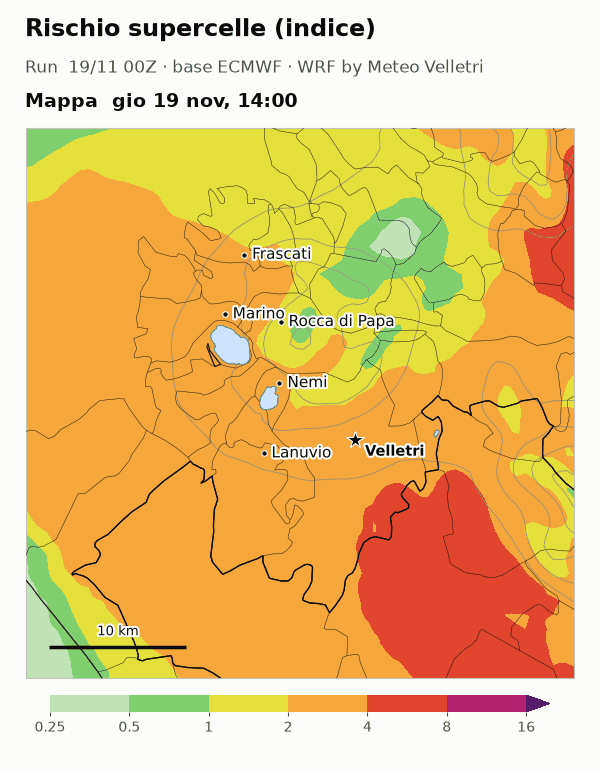 Rischio supercelle (indice)
Run  19/11 00Z · base ECMWF · WRF by Meteo Velletri
Mappa  gio 19 nov, 14:00
Frascati
Marino
Rocca di Papa
Nemi
Velletri
Lanuvio
10 km
0.25 0.5 1 2 4 8 16